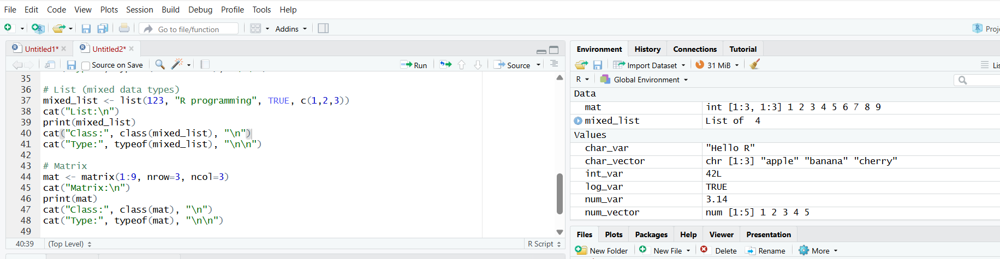 File Edit Code View Plots Session Build Debug Profile Tools Help
Go to file/function Addins
Untitled1* Untitled2*
Source on Save Run Source
35
36 # List (mixed data types)
37 mixed_list <- list(123, "R programming", TRUE, c(1,2,3))
38 cat("List:\n")
39 print(mixed_list)
40 cat("Class:", class(mixed_list), "\n")
41 cat("Type:", typeof(mixed_list), "\n\n")
42
43 # Matrix
44 mat <- matrix(1:9, nrow=3, ncol=3)
45 cat("Matrix:\n")
46 print(mat)
47 cat("Class:", class(mat), "\n")
48 cat("Type:", typeof(mat), "\n\n")
49
40:39 (Top Level) R Script
Environment History Connections Tutorial
Import Dataset 31 MiB
R Global Environment
Data
mat int [1:3, 1:3] 1 2 3 4 5 6 7 8 9
mixed_list List of 4
Values
char_var "Hello R"
char_vector chr [1:3] "apple" "banana" "cherry"
int_var 42L
log_var TRUE
num_var 3.14
num_vector num [1:5] 1 2 3 4 5
Files Plots Packages Help Viewer Presentation
New Folder New File Delete Rename More